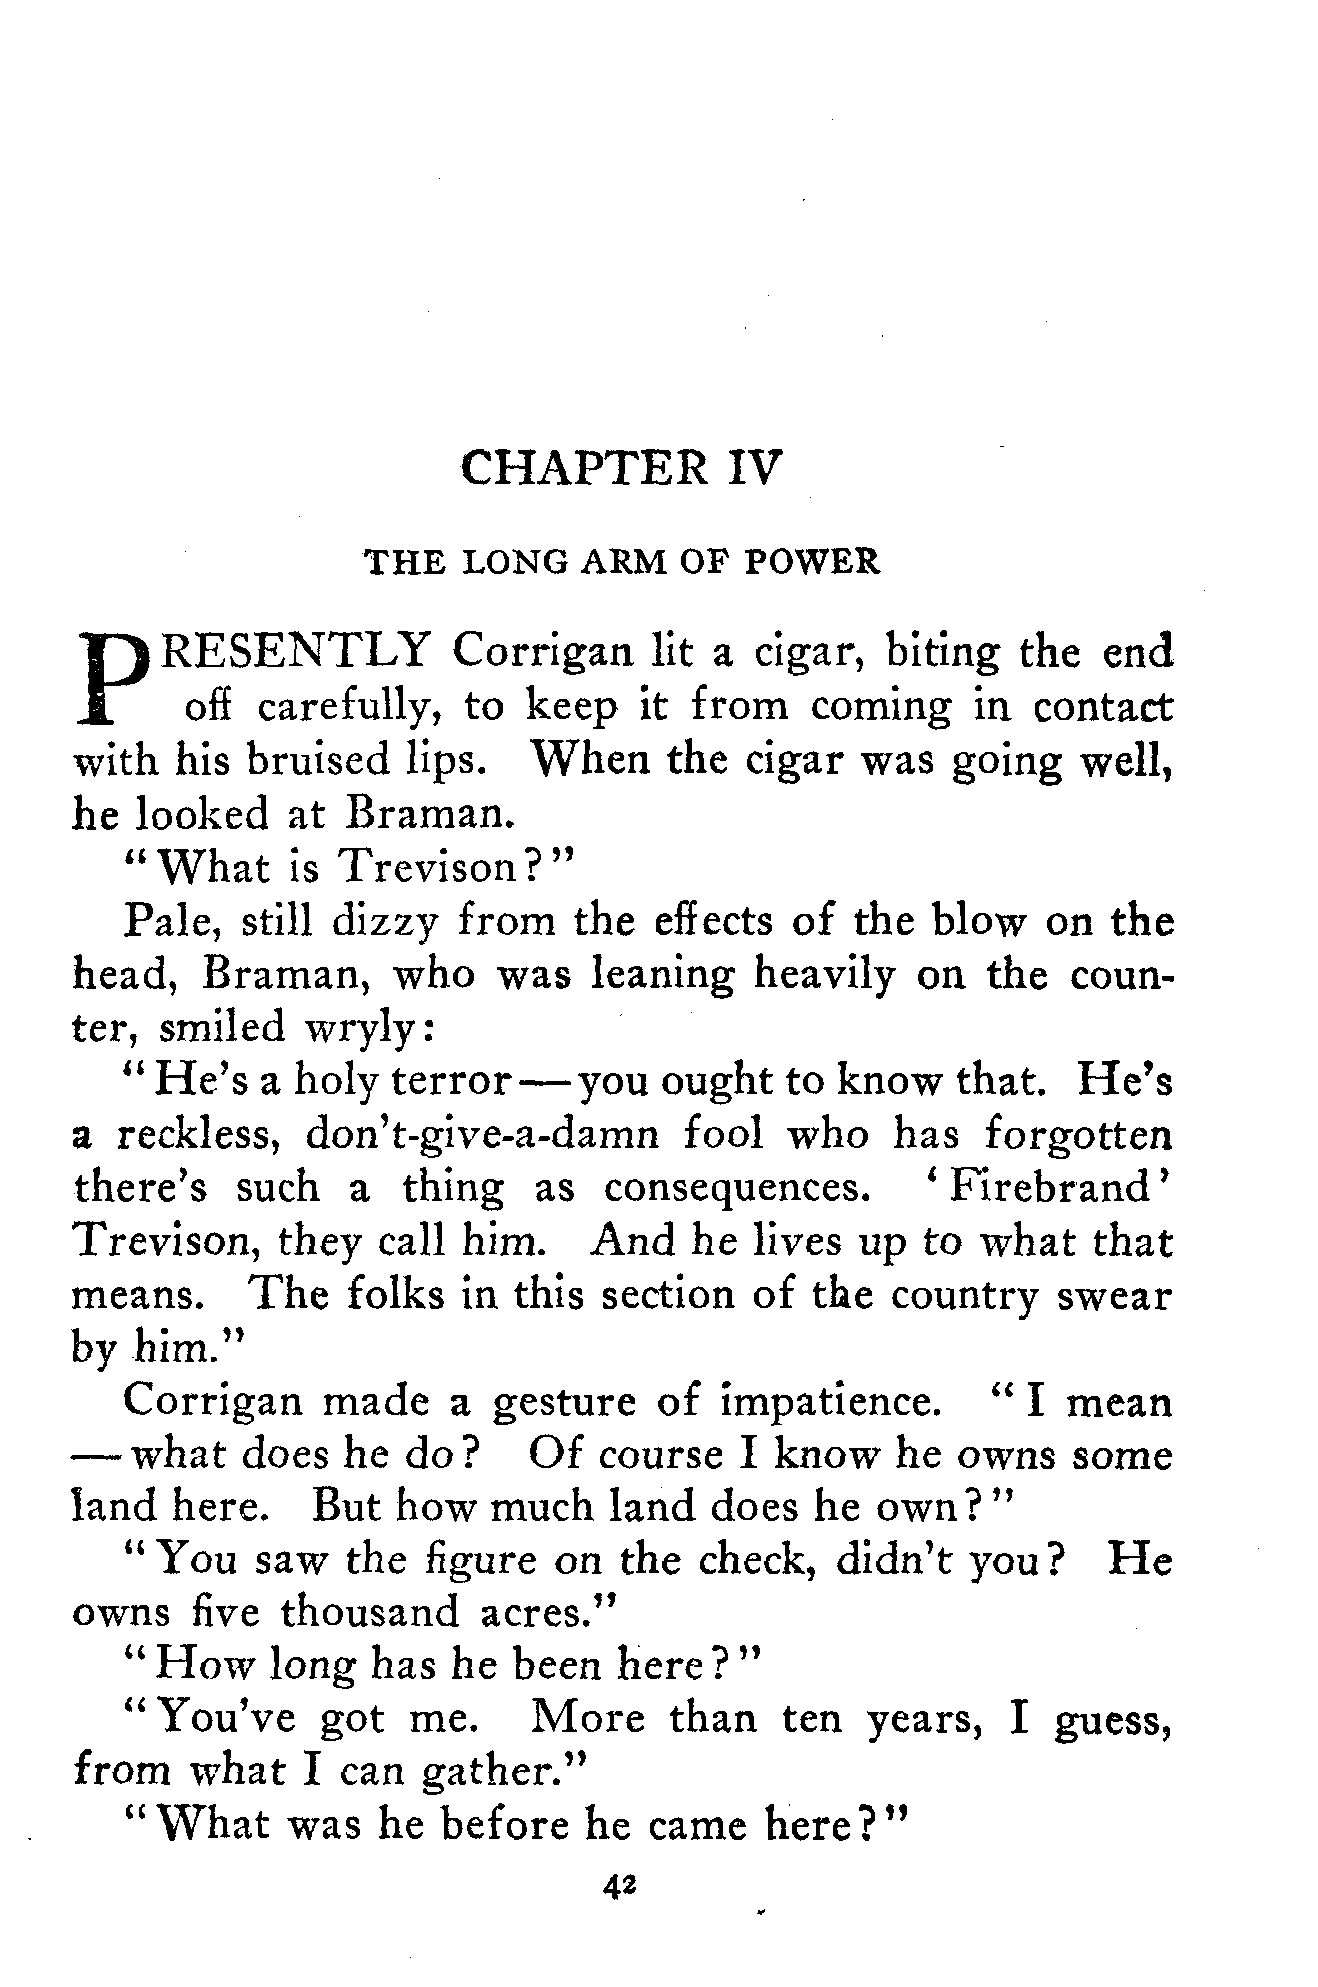 CHAPTER IV
THE LONG ARM OF POWER
PRESENTLY Corrigan lit a cigar, biting the end
off carefully, to keep it from coming in contact
with his bruised lips. When the cigar was going well,
he looked at Braman.
"What is Trevison?"
Pale, still dizzy from the effects of the blow on the
head, Braman, who was leaning heavily on the coun-
ter, smiled wryly:
"He's a holy terror—you ought to know that. He's
a reckless, don't-give-a-damn fool who has forgotten
there's such a thing as consequences. 'Firebrand'
Trevison, they call him. And he lives up to what that
means. The folks in this section of the country swear
by him."
Corrigan made a gesture of impatience. "I mean
—what does he do? Of course I know he owns some
land here. But how much land does he own?"
"You saw the figure on the check, didn't you? He
owns five thousand acres."
"How long has he been here?"
"You've got me. More than ten years, I guess,
from what I can gather."
"What was he before he came here?"
42